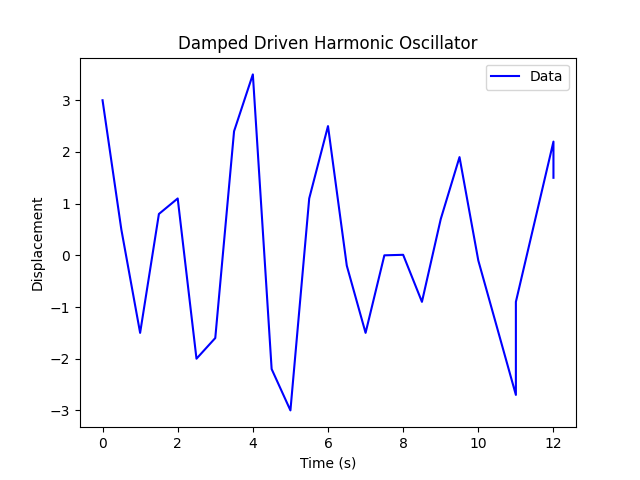 Damped Driven Harmonic Oscillator
Data
Displacement
3
2
1
0
−1
−2
−3
0 2 4 6 8 10 12
Time (s)